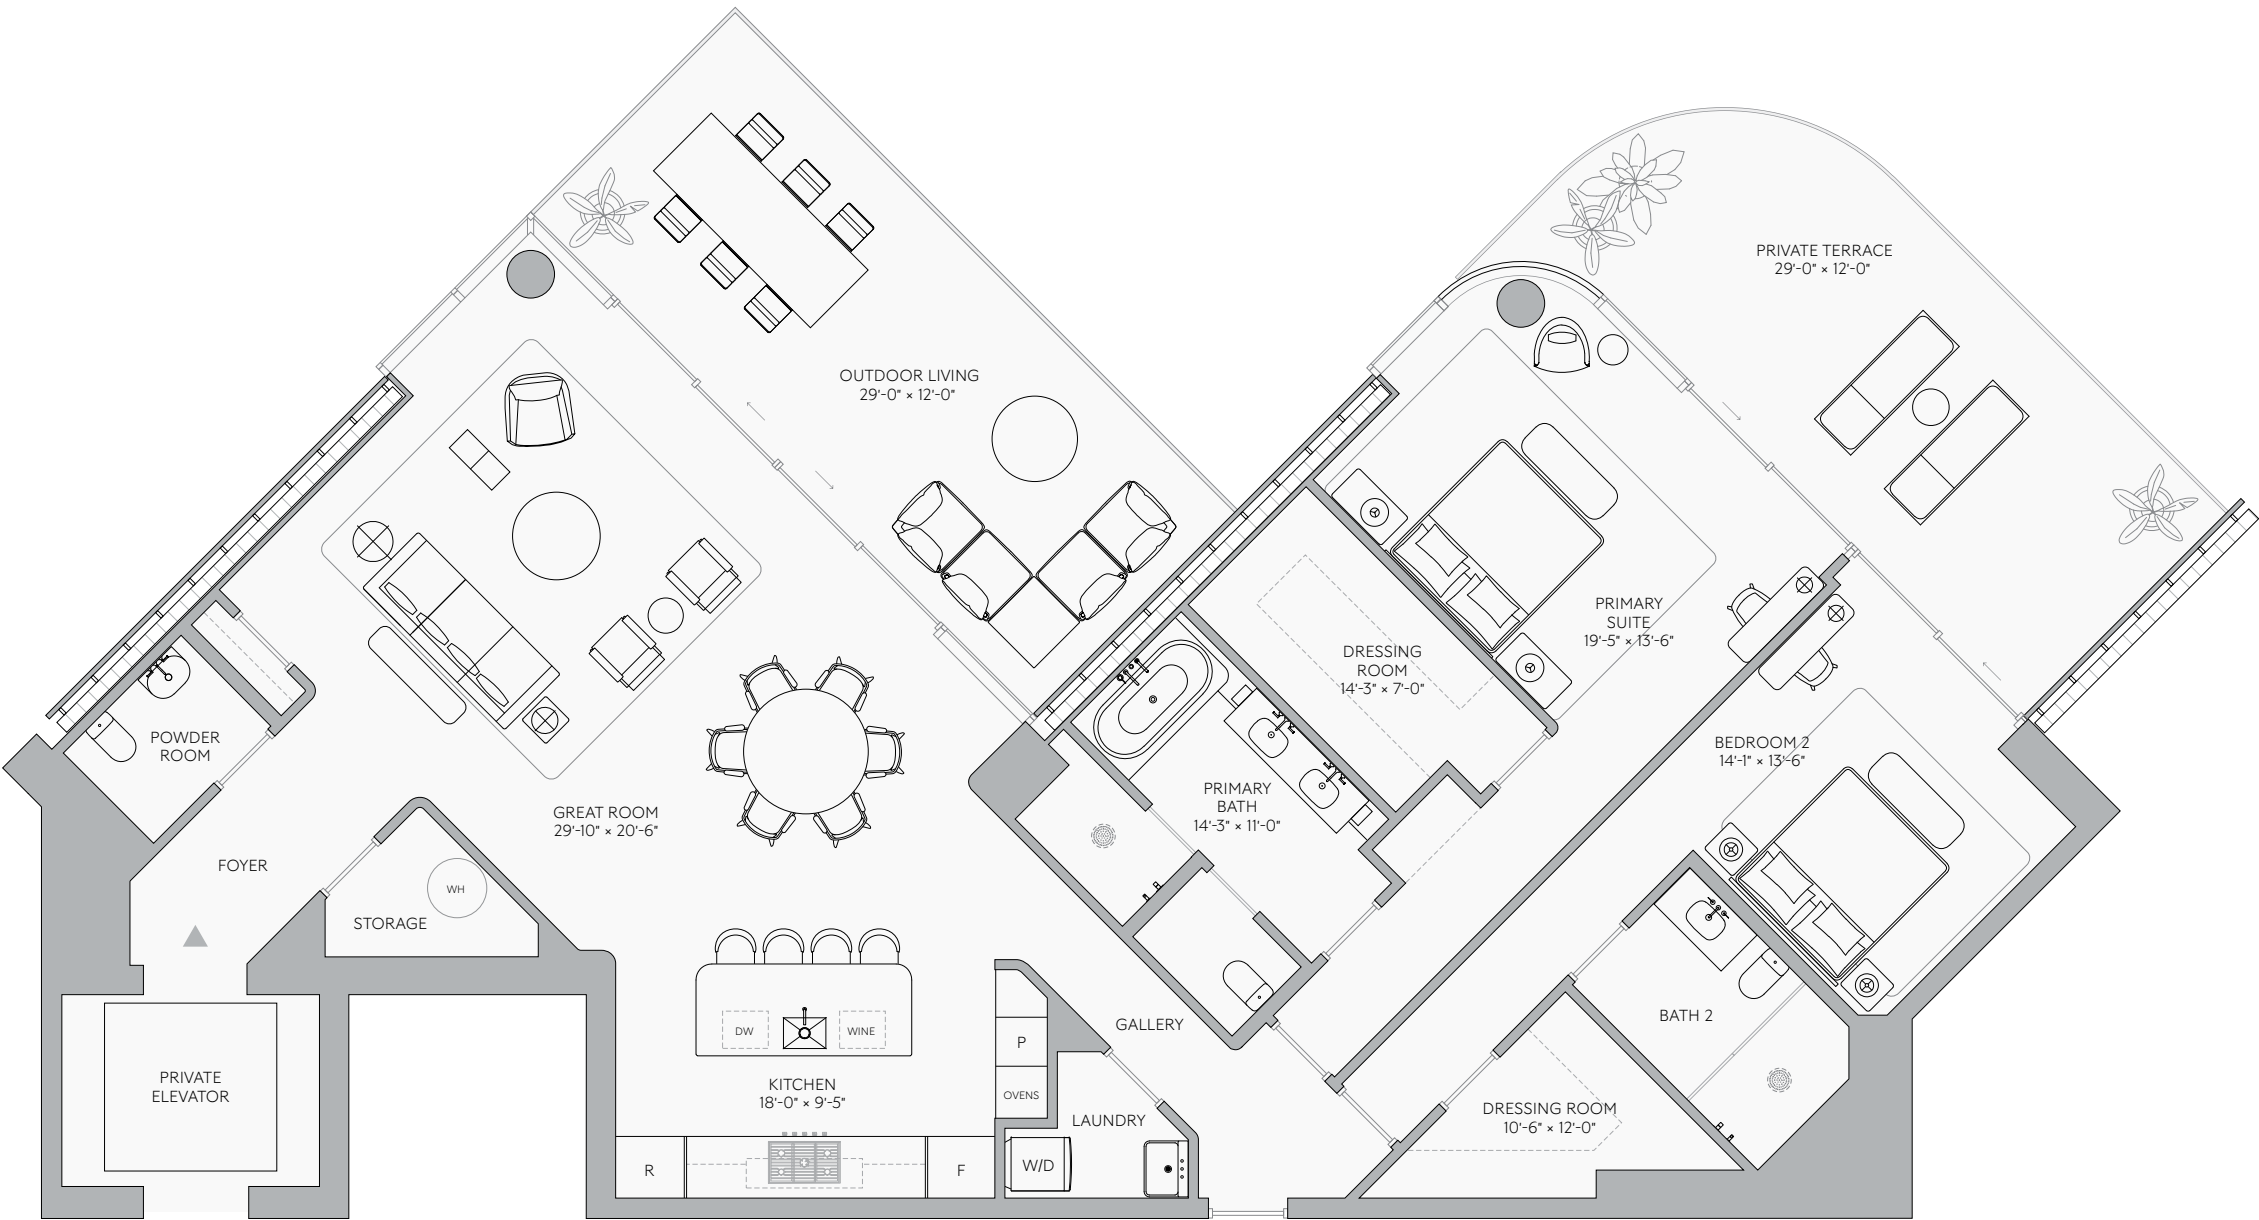 PRIVATE TERRACE
29'-0" × 12'-0"
OUTDOOR LIVING
29'-0" × 12'-0"
PRIMARY
SUITE
19'-5" × 13'-6"
DRESSING
ROOM
14'-3" × 7'-0"
POWDER
ROOM
BEDROOM 2
14'-1" × 13'-6"
PRIMARY
BATH
14'-3" × 11'-0"
GREAT ROOM
29'-10" × 20'-6"
FOYER
WH
STORAGE
GALLERY
BATH 2
DW
WINE
P
PRIVATE
ELEVATOR
KITCHEN
18'-0" × 9'-5"
OVENS
LAUNDRY
DRESSING ROOM
10'-6" × 12'-0"
R
F
W/D